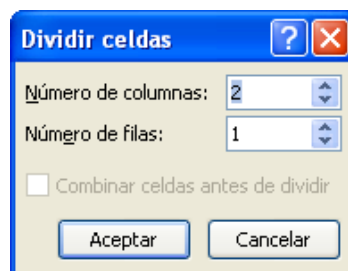 Dividir celdas
Número de columnas: 2
Número de filas: 1
Combinar celdas antes de dividir
Aceptar Cancelar